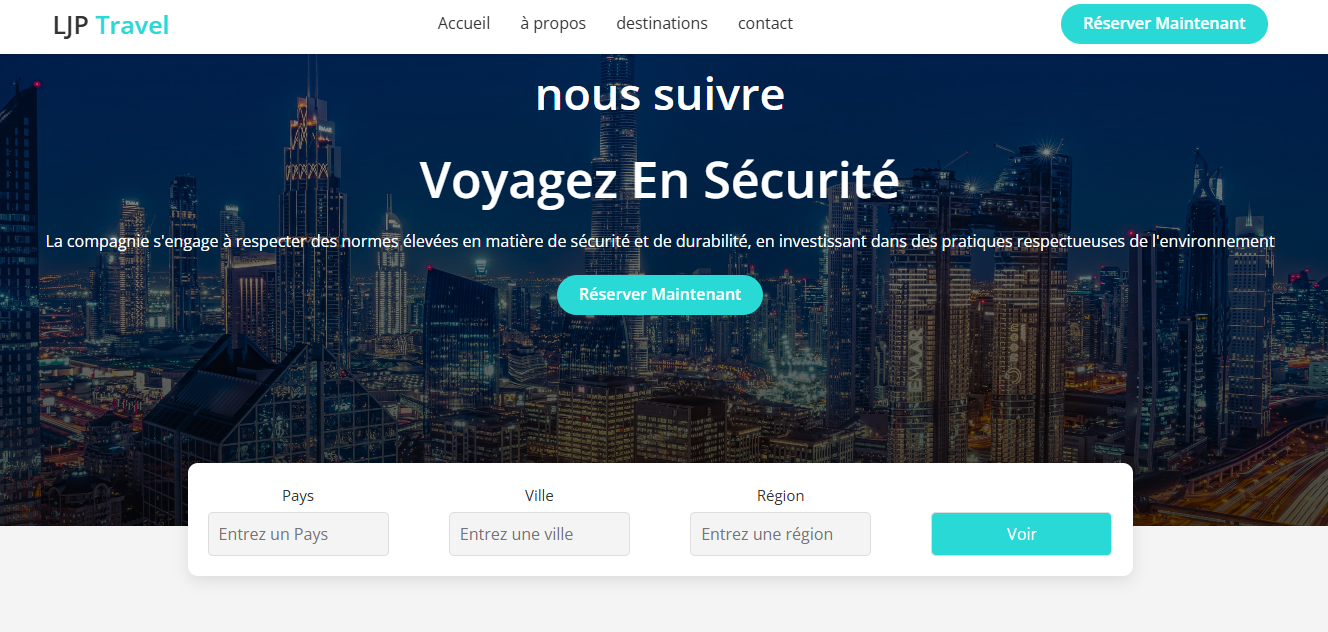 LJP Travel
Accueil
à propos
destinations
contact
Réserver Maintenant
nous suivre
Voyagez En Sécurité
La compagnie s'engage à respecter des normes élevées en matière de sécurité et de durabilité, en investissant dans des pratiques respectueuses de l'environnement
Réserver Maintenant
EMAAR
Pays
Ville
Région
Entrez un Pays
Entrez une ville
Entrez une région
Voir